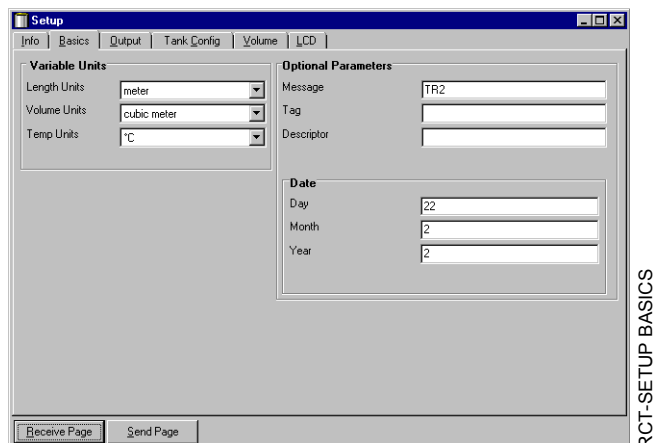 Setup
Info Basics Output Tank Config Volume LCD
Variable Units
Length Units meter
Volume Units cubic meter
Temp Units °C
Optional Parameters
Message TR2
Tag
Descriptor
Date
Day 22
Month 2
Year 2
Receive Page Send Page
RCT-SETUP BASICS